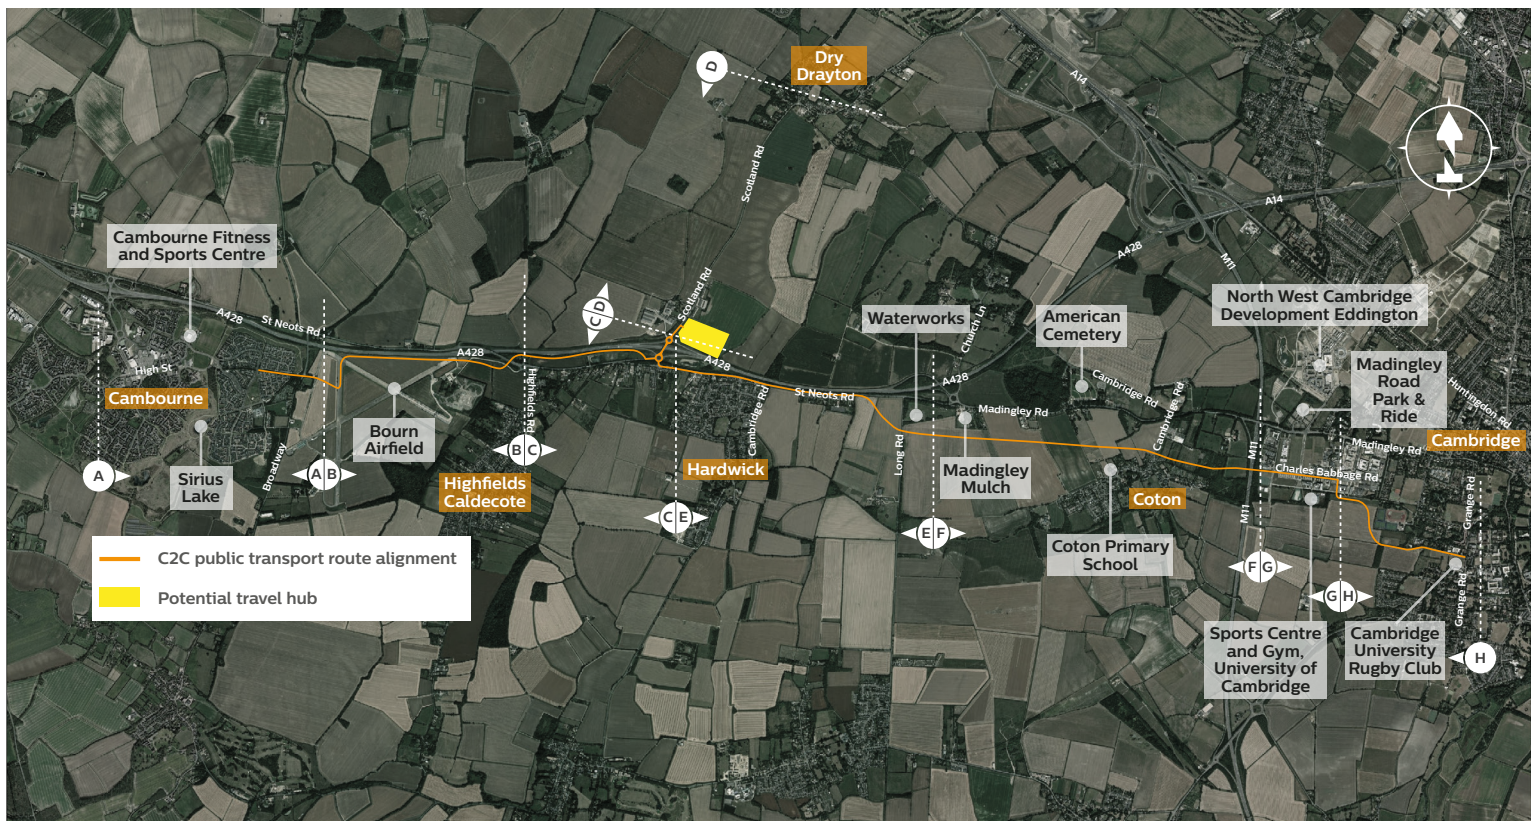 D
Dry
Drayton
A14
Scotland Rd
A14
Cambourne Fitness
and Sports Centre
A428
M11
Scotland Rd
North West Cambridge
Development Eddington
C D
Waterworks
Church Ln
American
Cemetery
A428
St Neots Rd
A428
A428
High St
A428
Madingley
Road
Park &
Ride
Huntingdon Rd
Cambourne
Highfields Rd
Cambridge Rd
St Neots Rd
Madingley Rd
Cambridge Rd
Cambridge Rd
Bourn
Airfield
M11
Madingley Rd
Cambridge
Broadway
A
Sirius
Lake
A B
B C
Highfields
Caldecote
Hardwick
Long Rd
Madingley
Mulch
Coton
Charles Babbage Rd
Grange Rd
M11
C E
E F
Coton Primary
School
F G
G H
Grange Rd
C2C public transport route alignment
Potential travel hub
Sports Centre
and Gym,
University of
Cambridge
Cambridge
University
Rugby Club
H
N